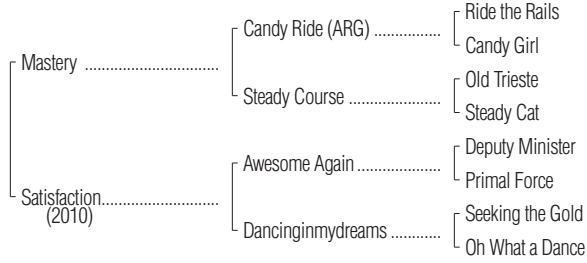 Ride the Rails
Candy Ride (ARG) ..................
Candy Girl
Mastery ....................................
Old Trieste
Steady Course .........................
Steady Cat
Deputy Minister
Awesome Again ......................
Primal Force
Satisfaction................................
(2010)
Seeking the Gold
Dancinginmydreams .............
Oh What a Dance